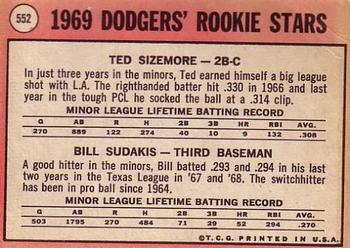 552
1969 DODGERS' ROOKIE STARS
TED SIZEMORE — 2B-C
In just three years in the minors, Ted earned himself a big league
shot with L.A. The righthanded batter hit .330 in 1966 and last
year in the tough PCL he socked the ball at a .314 clip.
MINOR LEAGUE LIFETIME BATTING RECORD
G AB R H 2B 3B HR RBI AVG.
270 889 122 274 40 10 9 132 .308
BILL SUDAKIS — THIRD BASEMAN
A good hitter in the minors, Bill batted .293 and .294 in his last
two years in the Texas League in '67 and '68. The switchhitter
has been in pro ball since 1964.
MINOR LEAGUE LIFETIME BATTING RECORD
G AB R H 2B 3B HR RBI AVG.
503 1795 250 484 71 29 52 294 .270
©T.C.G. PRINTED IN U.S.A.